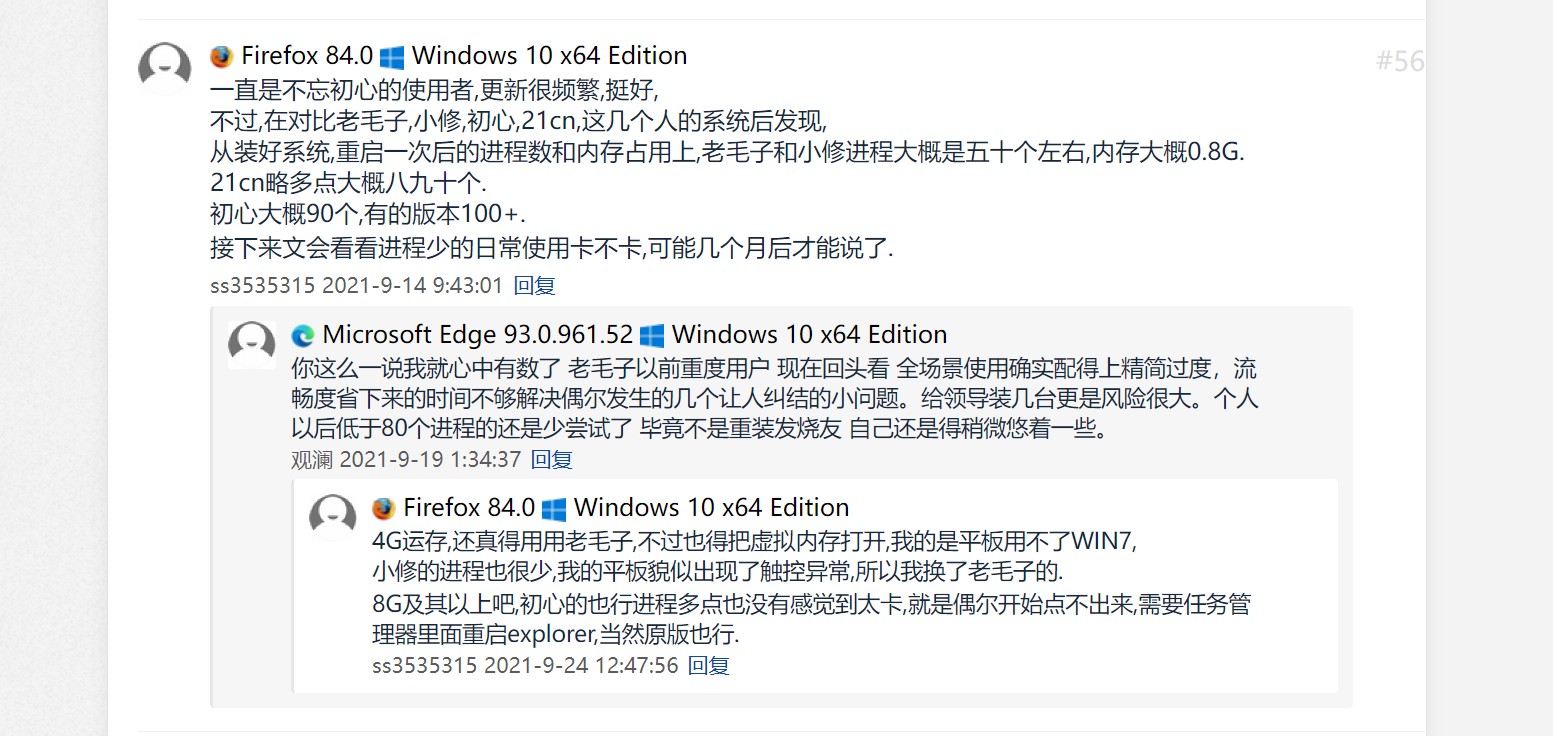 Firefox 84.0 Windows 10 x64 Edition
#56
一直是不忘初心的使用者,更新很频繁,挺好,
不过,在对比老毛子,小修,初心,21cn,这几个人的系统后发现,
从装好系统,重启一次后的进程数和内存占用上,老毛子和小修进程大概是五十个左右,内存大概0.8G.
21cn略多点大概八九十个.
初心大概90个,有的版本100+.
接下来文会看看进程少的日常使用卡不卡,可能几个月后才能说了.
ss3535315 2021-9-14 9:43:01 回复
Microsoft Edge 93.0.961.52 Windows 10 x64 Edition
你这么一说我就心中有数了 老毛子以前重度用户 现在回头看 全场景使用确实配得上精简过度，流
畅度省下来的时间不够解决偶尔发生的几个让人纠结的小问题。给领导装几台更是风险很大。个人
以后低于80个进程的还是少尝试了 毕竟不是重装发烧友 自己还是得稍微悠着一些。
观澜 2021-9-19 1:34:37 回复
Firefox 84.0 Windows 10 x64 Edition
4G运存,还真得用用老毛子,不过也得把虚拟内存打开,我的是平板用不了WIN7,
小修的进程也很少,我的平板貌似出现了触控异常,所以我换了老毛子的.
8G及其以上吧,初心的也行进程多点也没有感觉到太卡,就是偶尔开始点不出来,需要任务管
理器里面重启explorer,当然原版也行.
ss3535315 2021-9-24 12:47:56 回复